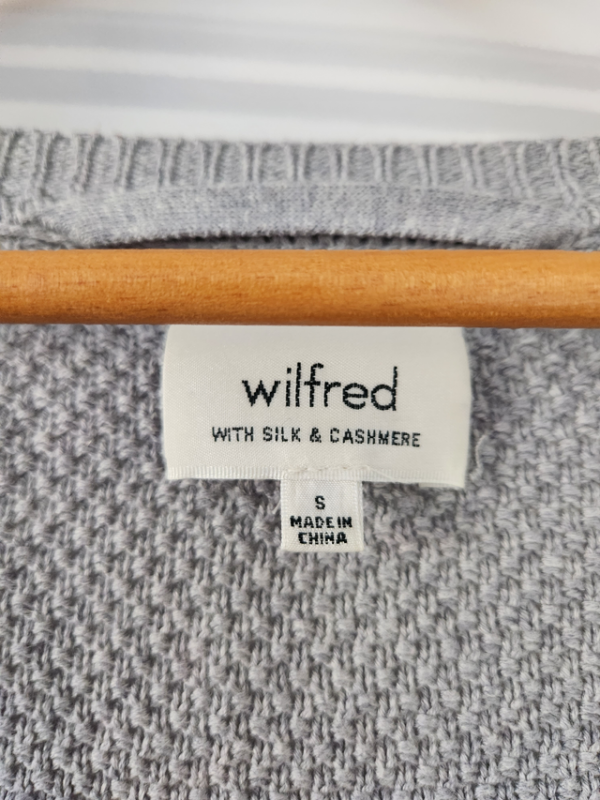 wilfred
WITH SILK & CASHMERE
S
MADE IN
CHINA